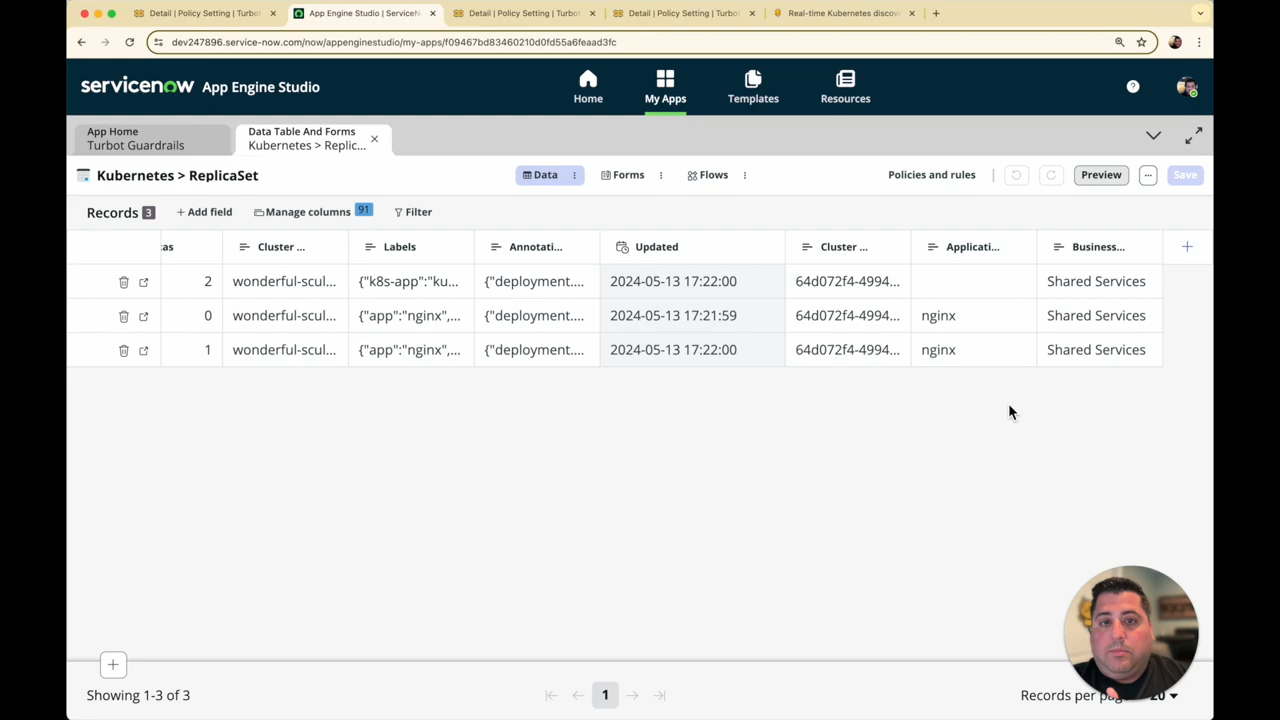 Detail | Policy Setting | Turbot
App Engine Studio | ServiceN
Detail | Policy Setting | Turbot
Detail | Policy Setting | Turbot
Real-time Kubernetes discov
dev247896.service-now.com/now/appenginestudio/my-apps/f09467bd83460210d0fd55a6feaad3fc
servicenow App Engine Studio
Home
My Apps
Templates
Resources
App Home
Turbot Guardrails
Data Table And Forms
Kubernetes > Replic...
Kubernetes > ReplicaSet
Data
Forms
Flows
Policies and rules
Preview
Save
Records 3
+ Add field
Manage columns 91
Filter
cas Cluster ... Labels Annotati... Updated Cluster ... Applicati... Business...
2 wonderful-scul... {"k8s-app":"ku... {"deployment.... 2024-05-13 17:22:00 64d072f4-4994... Shared Services
0 wonderful-scul... {"app":"nginx",... {"deployment.... 2024-05-13 17:21:59 64d072f4-4994... nginx Shared Services
1 wonderful-scul... {"app":"nginx",... {"deployment.... 2024-05-13 17:22:00 64d072f4-4994... nginx Shared Services
Showing 1-3 of 3
1
Records per 20